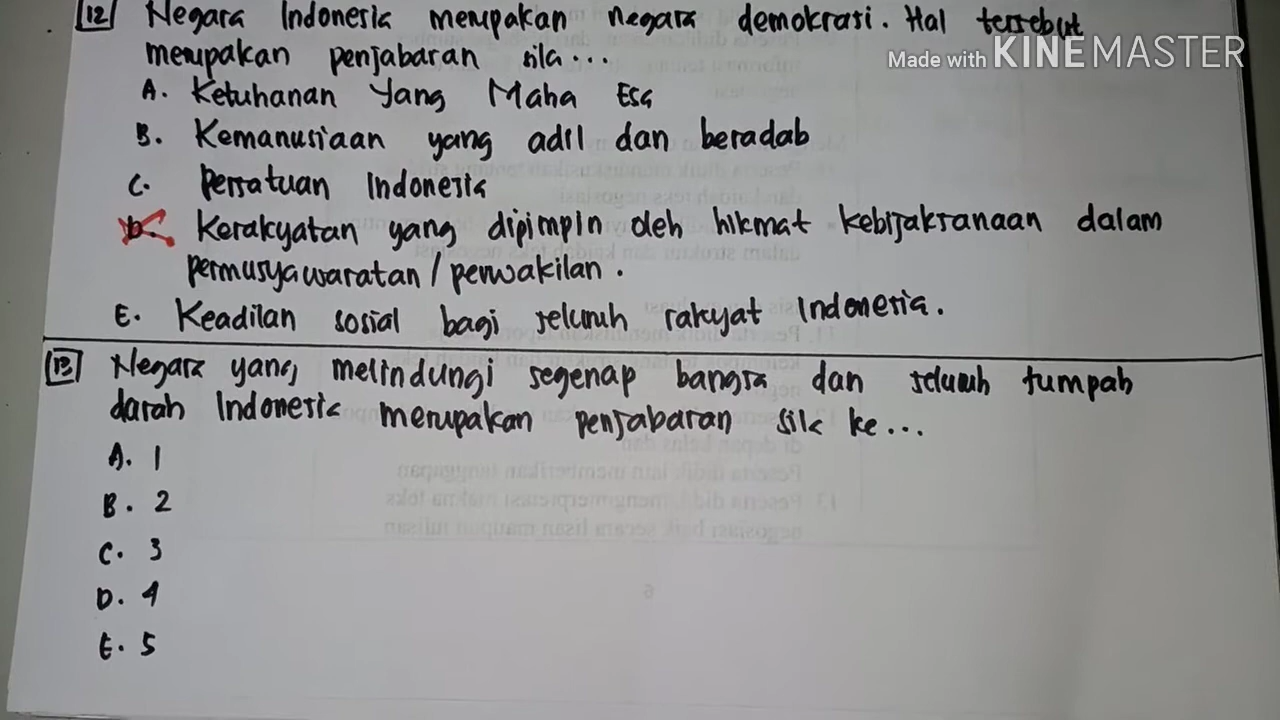 12 Negara Indonesia merupakan negara demokrasi. Hal tersebut
Made with KINEMASTER
merupakan penjabaran sila...
A. Ketuhanan Yang Maha Esa
B. Kemanusiaan yang adil dan beradab
C. Persatuan Indonesia
D. Kerakyatan yang dipimpin oleh hikmat kebijaksanaan dalam
permusyawaratan / perwakilan.
E. Keadilan sosial bagi seluruh rakyat Indonesia.
13 Negara yang melindungi segenap bangsa dan seluruh tumpah
darah Indonesia merupakan penjabaran sila ke...
A. 1
B. 2
C. 3
D. 4
E. 5